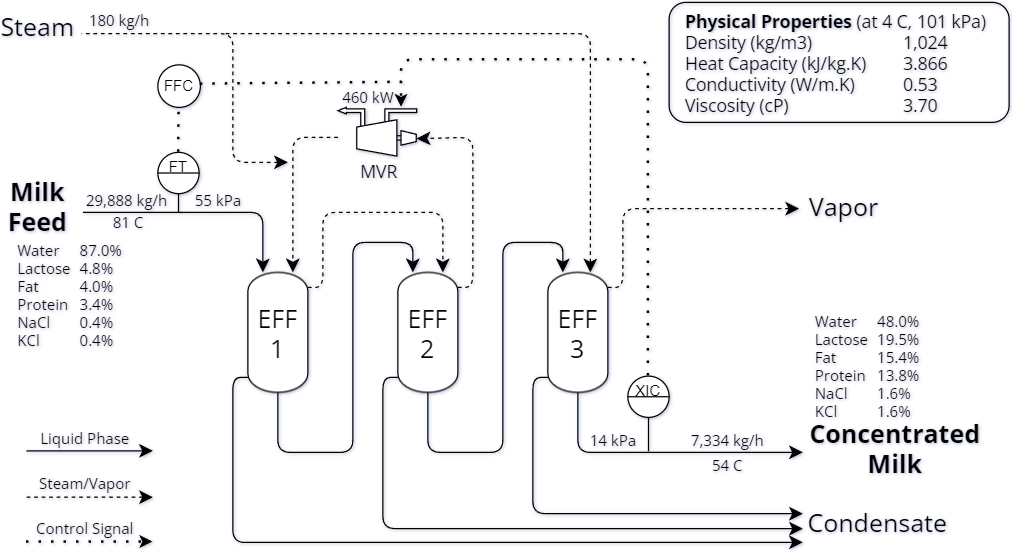 Steam
180 kg/h
Physical Properties (at 4 C, 101 kPa)
Density (kg/m3) 1,024
Heat Capacity (kJ/kg.K) 3.866
Conductivity (W/m.K) 0.53
Viscosity (cP) 3.70
FFC
460 kW
MVR
FT
Milk
Feed
29,888 kg/h
55 kPa
81 C
Water 87.0%
Lactose 4.8%
Fat 4.0%
Protein 3.4%
NaCl 0.4%
KCl 0.4%
Vapor
EFF
1
EFF
2
EFF
3
XIC
Water 48.0%
Lactose 19.5%
Fat 15.4%
Protein 13.8%
NaCl 1.6%
KCl 1.6%
14 kPa
7,334 kg/h
54 C
Concentrated
Milk
Liquid Phase
Steam/Vapor
Control Signal
Condensate